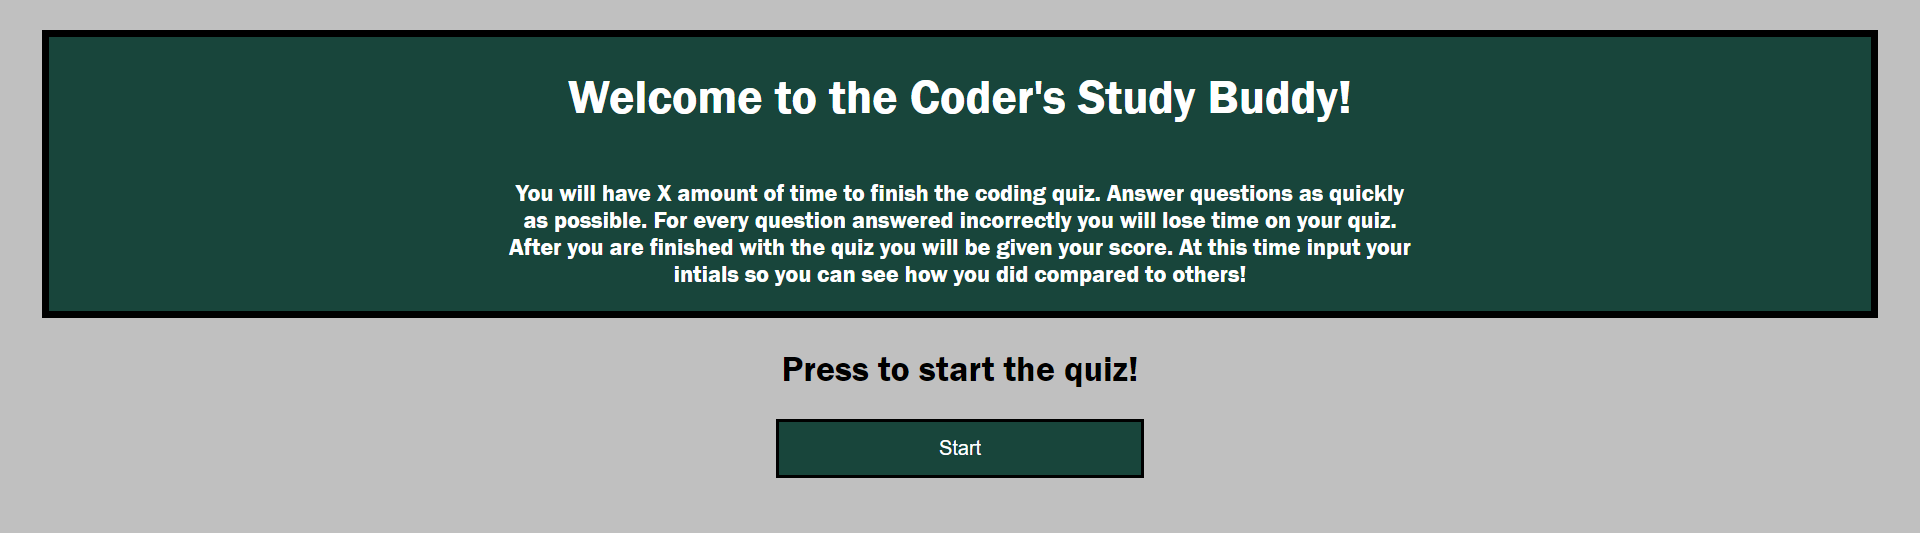 Welcome to the Coder's Study Buddy!
You will have X amount of time to finish the coding quiz. Answer questions as quickly
as possible. For every question answered incorrectly you will lose time on your quiz.
After you are finished with the quiz you will be given your score. At this time input your
intials so you can see how you did compared to others!
Press to start the quiz!
Start